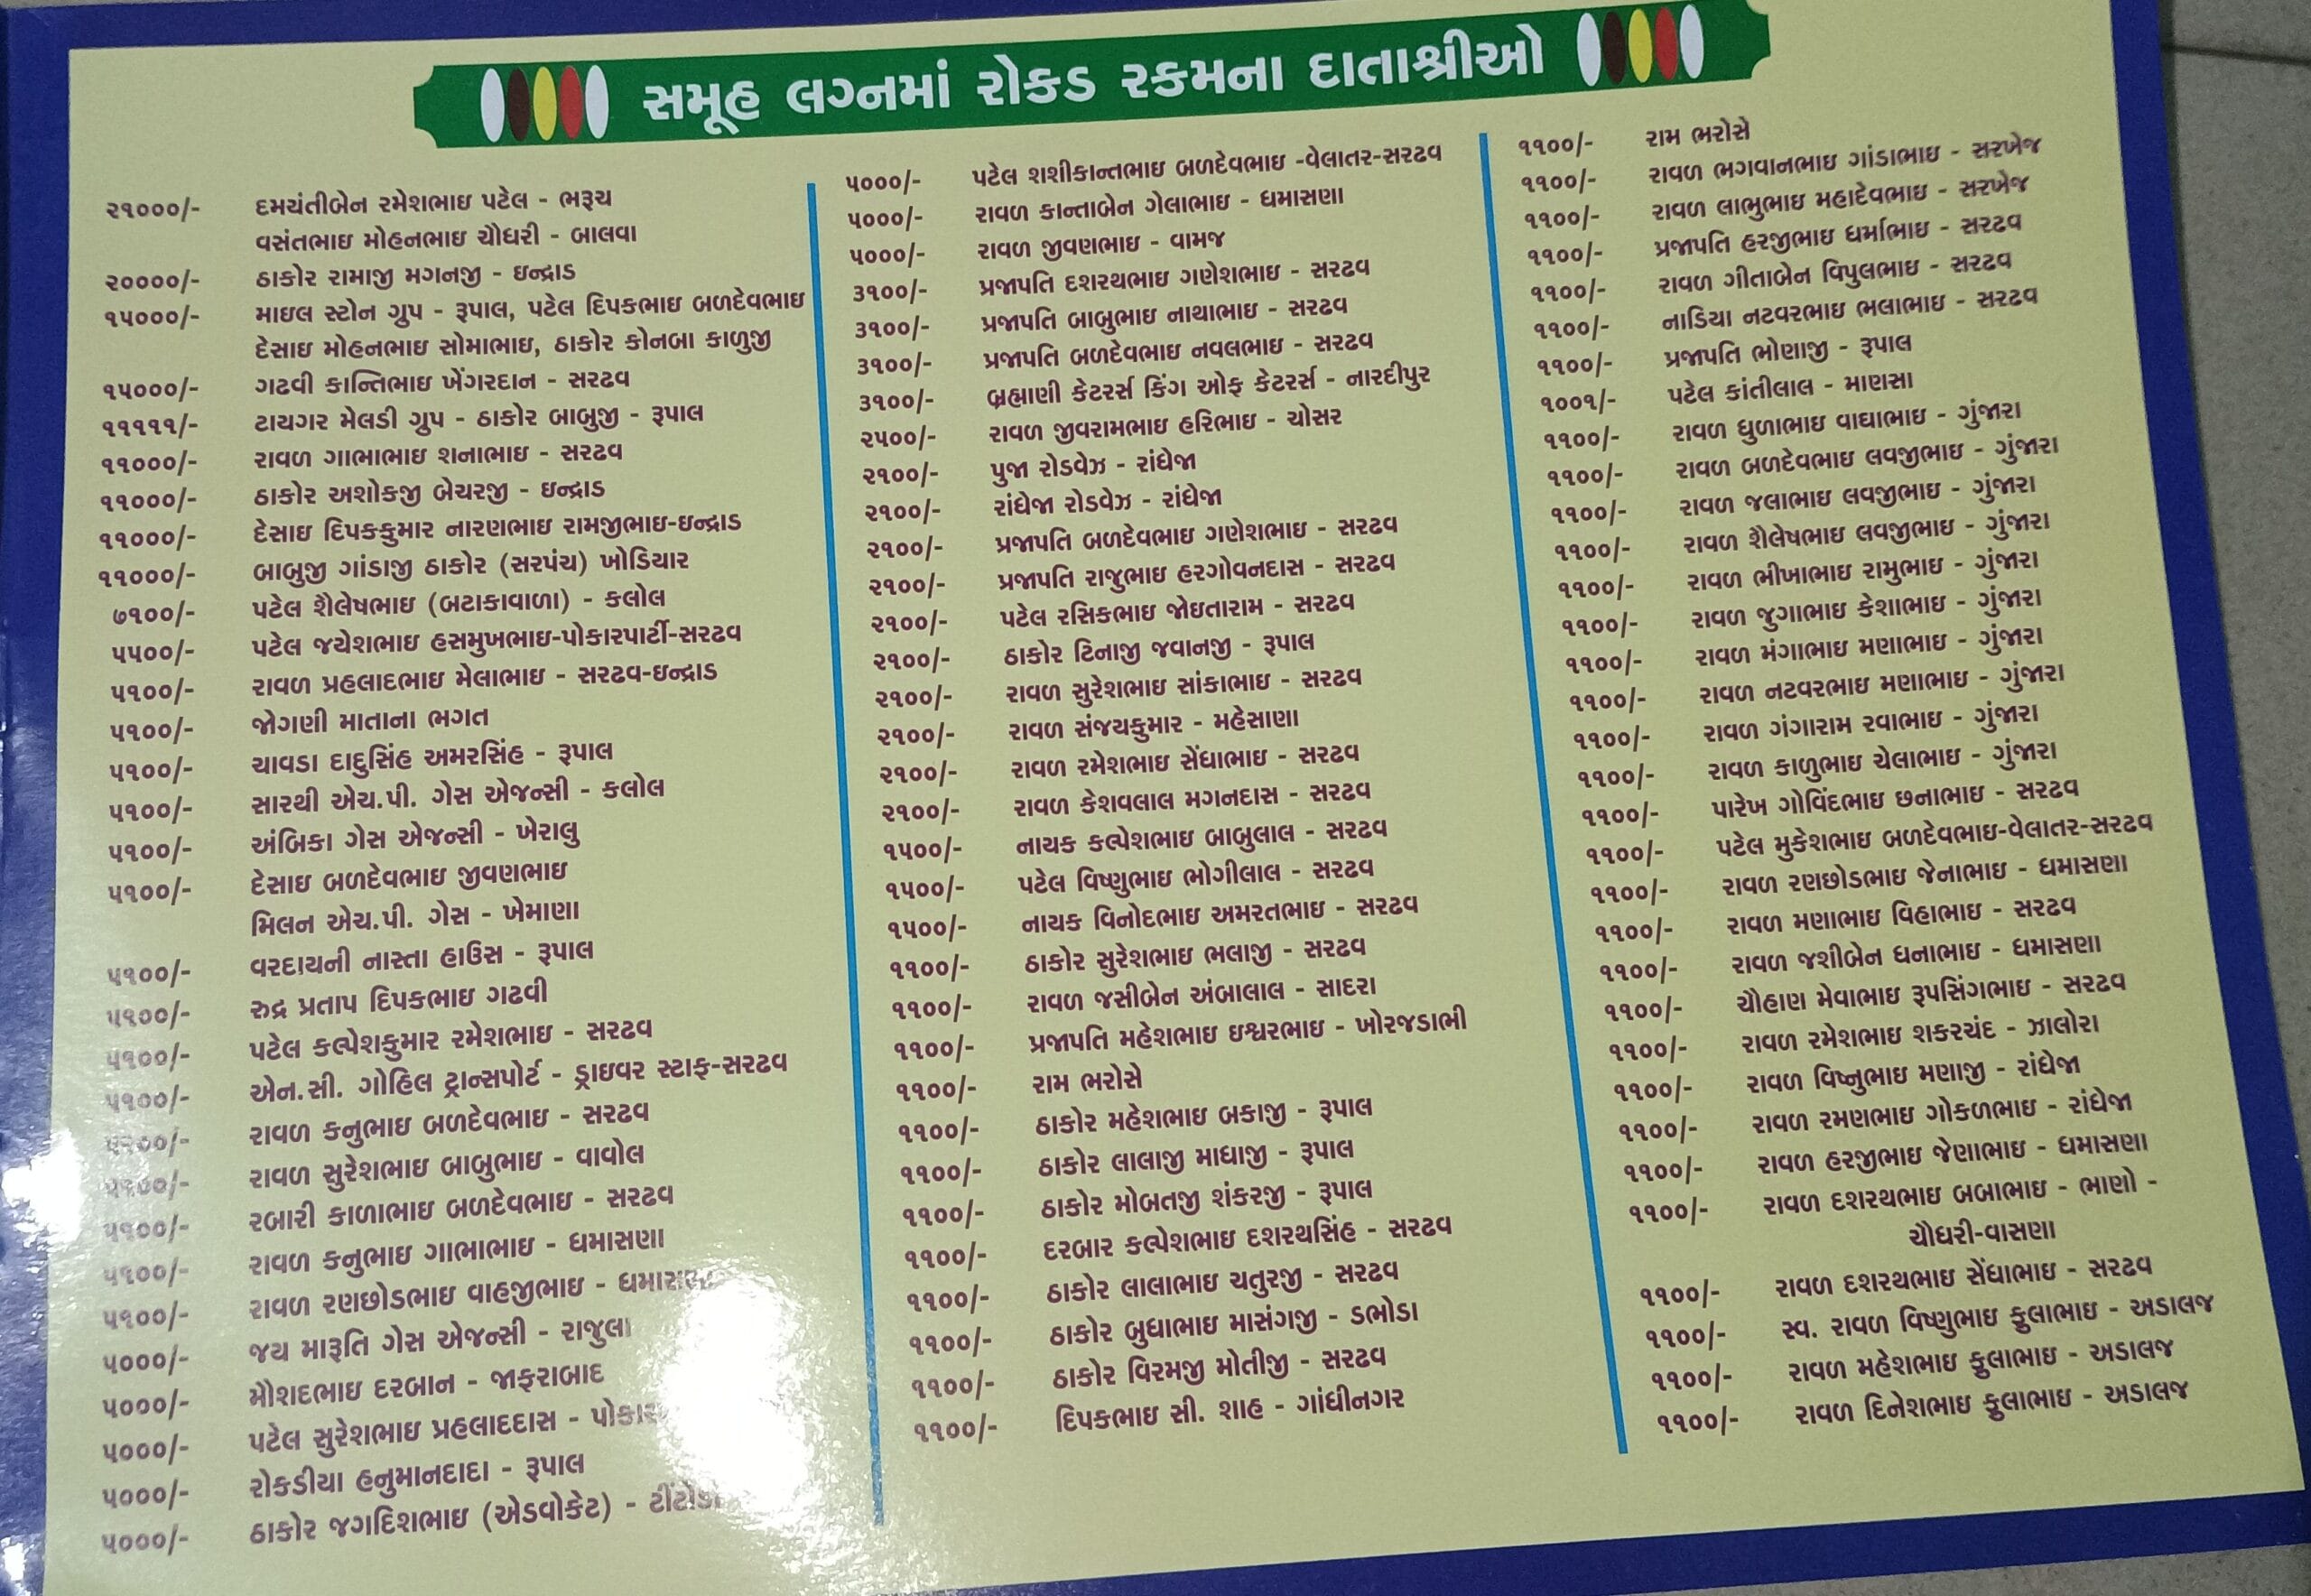 સમૂહ લગ્નમાં રોકડ રકમના દાતાશ્રીઓ
૨૧૦૦૦/- દમયંતીબેન રમેશભાઇ પટેલ - ભરૂચ
વસંતભાઇ મોહનભાઇ ચૌધરી - બાલવા
૨૦૦૦૦/- ઠાકોર રામાજી મગનજી - ઇન્દ્રાડ
૧૫૦૦૦/- માઇલ સ્ટોન ગ્રુપ - રૂપાલ, પટેલ દિપકભાઇ બળદેવભાઇ
દેસાઇ મોહનભાઇ સોમાભાઇ, ઠાકોર કોનબા કાળુજી
૧૫૦૦૦/- ગઢવી કાન્તિભાઇ ખેંગરદાન - સરઢવ
૧૧૧૧૧/- ટાયગર મેલડી ગ્રુપ - ઠાકોર બાબુજી - રૂપાલ
૧૧૦૦૦/- રાવળ ગાભાભાઇ શનાભાઇ - સરઢવ
૧૧૦૦૦/- ઠાકોર અશોકજી બેચરજી - ઇન્દ્રાડ
૧૧૦૦૦/- દેસાઇ દિપકકુમાર નારણભાઇ રામજીભાઇ-ઇન્દ્રાડ
૧૧૦૦૦/- બાબુજી ગાંડાજી ઠાકોર (સરપંચ) ખોડિયાર
૭૧૦૦/- પટેલ શૈલેષભાઇ (બટાકાવાળા) - કલોલ
૫૫૦૦/- પટેલ જયેશભાઇ હસમુખભાઇ-પોકારપાર્ટી-સરઢવ
૫૧૦૦/- રાવળ પ્રહલાદભાઇ મેલાભાઇ - સરઢવ-ઇન્દ્રાડ
૫૧૦૦/- જોગણી માતાના ભગત
૫૧૦૦/- ચાવડા દાદુસિંહ અમરસિંહ - રૂપાલ
૫૧૦૦/- સારથી એચ.પી. ગેસ એજન્સી - કલોલ
૫૧૦૦/- અંબિકા ગેસ એજન્સી - ખેરાલુ
૫૧૦૦/- દેસાઇ બળદેવભાઇ જીવણભાઇ
મિલન એચ.પી. ગેસ - ખેમાણા
૫૧૦૦/- વરદાયની નાસ્તા હાઉસ - રૂપાલ
૫૧૦૦/- રુદ્ર પ્રતાપ દિપકભાઇ ગઢવી
૫૧૦૦/- પટેલ કલ્પેશકુમાર રમેશભાઇ - સરઢવ
૫૧૦૦/- એન.સી. ગોહિલ ટ્રાન્સપોર્ટ - ડ્રાઇવર સ્ટાફ-સરઢવ
૫૧૦૦/- રાવળ કનુભાઇ બળદેવભાઇ - સરઢવ
૫૧૦૦/- રાવળ સુરેશભાઇ બાબુભાઇ - વાવોલ
૫૧૦૦/- રબારી કાળાભાઇ બળદેવભાઇ - સરઢવ
૫૧૦૦/- રાવળ કનુભાઇ ગાભાભાઇ - ધમાસણા
૫૧૦૦/- રાવળ રણછોડભાઇ વાહજીભાઇ - ધમાસણા
૫૦૦૦/- જય મારૂતિ ગેસ એજન્સી - રાજુલા
૫૦૦૦/- મૌશદભાઇ દરબાન - જાફરાબાદ
૫૦૦૦/- પટેલ સુરેશભાઇ પ્રહલાદદાસ -
૫૦૦૦/- રોકડીયા હનુમાનદાદા - રૂપાલ
૫૦૦૦/- ઠાકોર જગદિશભાઇ (એડવોકેટ) -
૫૦૦૦/- પટેલ શશીકાન્તભાઇ બળદેવભાઇ -વેલાતર-સરઢવ
૫૦૦૦/- રાવળ કાન્તાબેન ગેલાભાઇ - ધમાસણા
૫૦૦૦/- રાવળ જીવણભાઇ - વામજ
૩૧૦૦/- પ્રજાપતિ દશરથભાઇ ગણેશભાઇ - સરઢવ
૩૧૦૦/- પ્રજાપતિ બાબુભાઇ નાથાભાઇ - સરઢવ
૩૧૦૦/- પ્રજાપતિ બળદેવભાઇ નવલભાઇ - સરઢવ
૩૧૦૦/- બ્રહ્માણી કેટરર્સ કિંગ ઓફ કેટરર્સ - નારદીપુર
૨૫૦૦/- રાવળ જીવરામભાઇ હરિભાઇ - ચોસર
૨૧૦૦/- પુજા રોડવેઝ - રાંધેજા
૨૧૦૦/- રાંધેજા રોડવેઝ - રાંધેજા
૨૧૦૦/- પ્રજાપતિ બળદેવભાઇ ગણેશભાઇ - સરઢવ
૨૧૦૦/- પ્રજાપતિ રાજુભાઇ હરગોવનદાસ - સરઢવ
૨૧૦૦/- પટેલ રસિકભાઇ જોઇતારામ - સરઢવ
૨૧૦૦/- ઠાકોર ટિનાજી જવાનજી - રૂપાલ
૨૧૦૦/- રાવળ સુરેશભાઇ સાંકાભાઇ - સરઢવ
૨૧૦૦/- રાવળ સંજયકુમાર - મહેસાણા
૨૧૦૦/- રાવળ રમેશભાઇ સેંધાભાઇ - સરઢવ
૨૧૦૦/- રાવળ કેશવલાલ મગનદાસ - સરઢવ
૧૫૦૦/- નાયક કલ્પેશભાઇ બાબુલાલ - સરઢવ
૧૫૦૦/- પટેલ વિષ્ણુભાઇ ભોગીલાલ - સરઢવ
૧૫૦૦/- નાયક વિનોદભાઇ અમરતભાઇ - સરઢવ
૧૧૦૦/- ઠાકોર સુરેશભાઇ ભલાજી - સરઢવ
૧૧૦૦/- રાવળ જસીબેન અંબાલાલ - સાદરા
૧૧૦૦/- પ્રજાપતિ મહેશભાઇ ઇશ્વરભાઇ - ખોરજડાભી
૧૧૦૦/- રામ ભરોસે
૧૧૦૦/- ઠાકોર મહેશભાઇ બકાજી - રૂપાલ
૧૧૦૦/- ઠાકોર લાલાજી માધાજી - રૂપાલ
૧૧૦૦/- ઠાકોર મોબતજી શંકરજી - રૂપાલ
૧૧૦૦/- દરબાર કલ્પેશભાઇ દશરથસિંહ - સરઢવ
૧૧૦૦/- ઠાકોર લાલાભાઇ ચતુરજી - સરઢવ
૧૧૦૦/- ઠાકોર બુધાભાઇ માસંગજી - ડભોડા
૧૧૦૦/- ઠાકોર વિરમજી મોતીજી - સરઢવ
૧૧૦૦/- દિપકભાઇ સી. શાહ - ગાંધીનગર
૧૧૦૦/- રામ ભરોસે
૧૧૦૦/- રાવળ ભગવાનભાઇ ગાંડાભાઇ - સરખેજ
૧૧૦૦/- રાવળ લાભુભાઇ મહાદેવભાઇ - સરખેજ
૧૧૦૦/- પ્રજાપતિ હરજીભાઇ ધર્માભાઇ - સરઢવ
૧૧૦૦/- રાવળ ગીતાબેન વિપુલભાઇ - સરઢવ
૧૧૦૦/- નાડિયા નટવરભાઇ ભલાભાઇ - સરઢવ
૧૧૦૦/- પ્રજાપતિ ભોણાજી - રૂપાલ
૧૦૦૧/- પટેલ કાંતીલાલ - માણસા
૧૧૦૦/- રાવળ ધુળાભાઇ વાઘાભાઇ - ગુંજારા
૧૧૦૦/- રાવળ બળદેવભાઇ લવજીભાઇ - ગુંજારા
૧૧૦૦/- રાવળ જલાભાઇ લવજીભાઇ - ગુંજારા
૧૧૦૦/- રાવળ શૈલેષભાઇ લવજીભાઇ - ગુંજારા
૧૧૦૦/- રાવળ ભીખાભાઇ રામુભાઇ - ગુંજારા
૧૧૦૦/- રાવળ જુગાભાઇ કેશાભાઇ - ગુંજારા
૧૧૦૦/- રાવળ મંગાભાઇ મણાભાઇ - ગુંજારા
૧૧૦૦/- રાવળ નટવરભાઇ મણાભાઇ - ગુંજારા
૧૧૦૦/- રાવળ ગંગારામ રવાભાઇ - ગુંજારા
૧૧૦૦/- રાવળ કાળુભાઇ ચેલાભાઇ - ગુંજારા
૧૧૦૦/- પારેખ ગોવિંદભાઇ છનાભાઇ - સરઢવ
૧૧૦૦/- પટેલ મુકેશભાઇ બળદેવભાઇ-વેલાતર-સરઢવ
૧૧૦૦/- રાવળ રણછોડભાઇ જેનાભાઇ - ધમાસણા
૧૧૦૦/- રાવળ મણાભાઇ વિહાભાઇ - સરઢવ
૧૧૦૦/- રાવળ જશીબેન ધનાભાઇ - ધમાસણા
૧૧૦૦/- ચૌહાણ મેવાભાઇ રૂપસિંગભાઇ - સરઢવ
૧૧૦૦/- રાવળ રમેશભાઇ શકરચંદ - ઝાલોરા
૧૧૦૦/- રાવળ વિષ્નુભાઇ મણાજી - રાંધેજા
૧૧૦૦/- રાવળ રમણભાઇ ગોકળભાઇ - રાંધેજા
૧૧૦૦/- રાવળ હરજીભાઇ જેણાભાઇ - ધમાસણા
૧૧૦૦/- રાવળ દશરથભાઇ બબાભાઇ - ભાણો -
ચૌધરી-વાસણા
૧૧૦૦/- રાવળ દશરથભાઇ સેંધાભાઇ - સરઢવ
૧૧૦૦/- સ્વ. રાવળ વિષ્ણુભાઇ ફુલાભાઇ - અડાલજ
૧૧૦૦/- રાવળ મહેશભાઇ ફુલાભાઇ - અડાલજ
૧૧૦૦/- રાવળ દિનેશભાઇ ફુલાભાઇ - અડાલજ